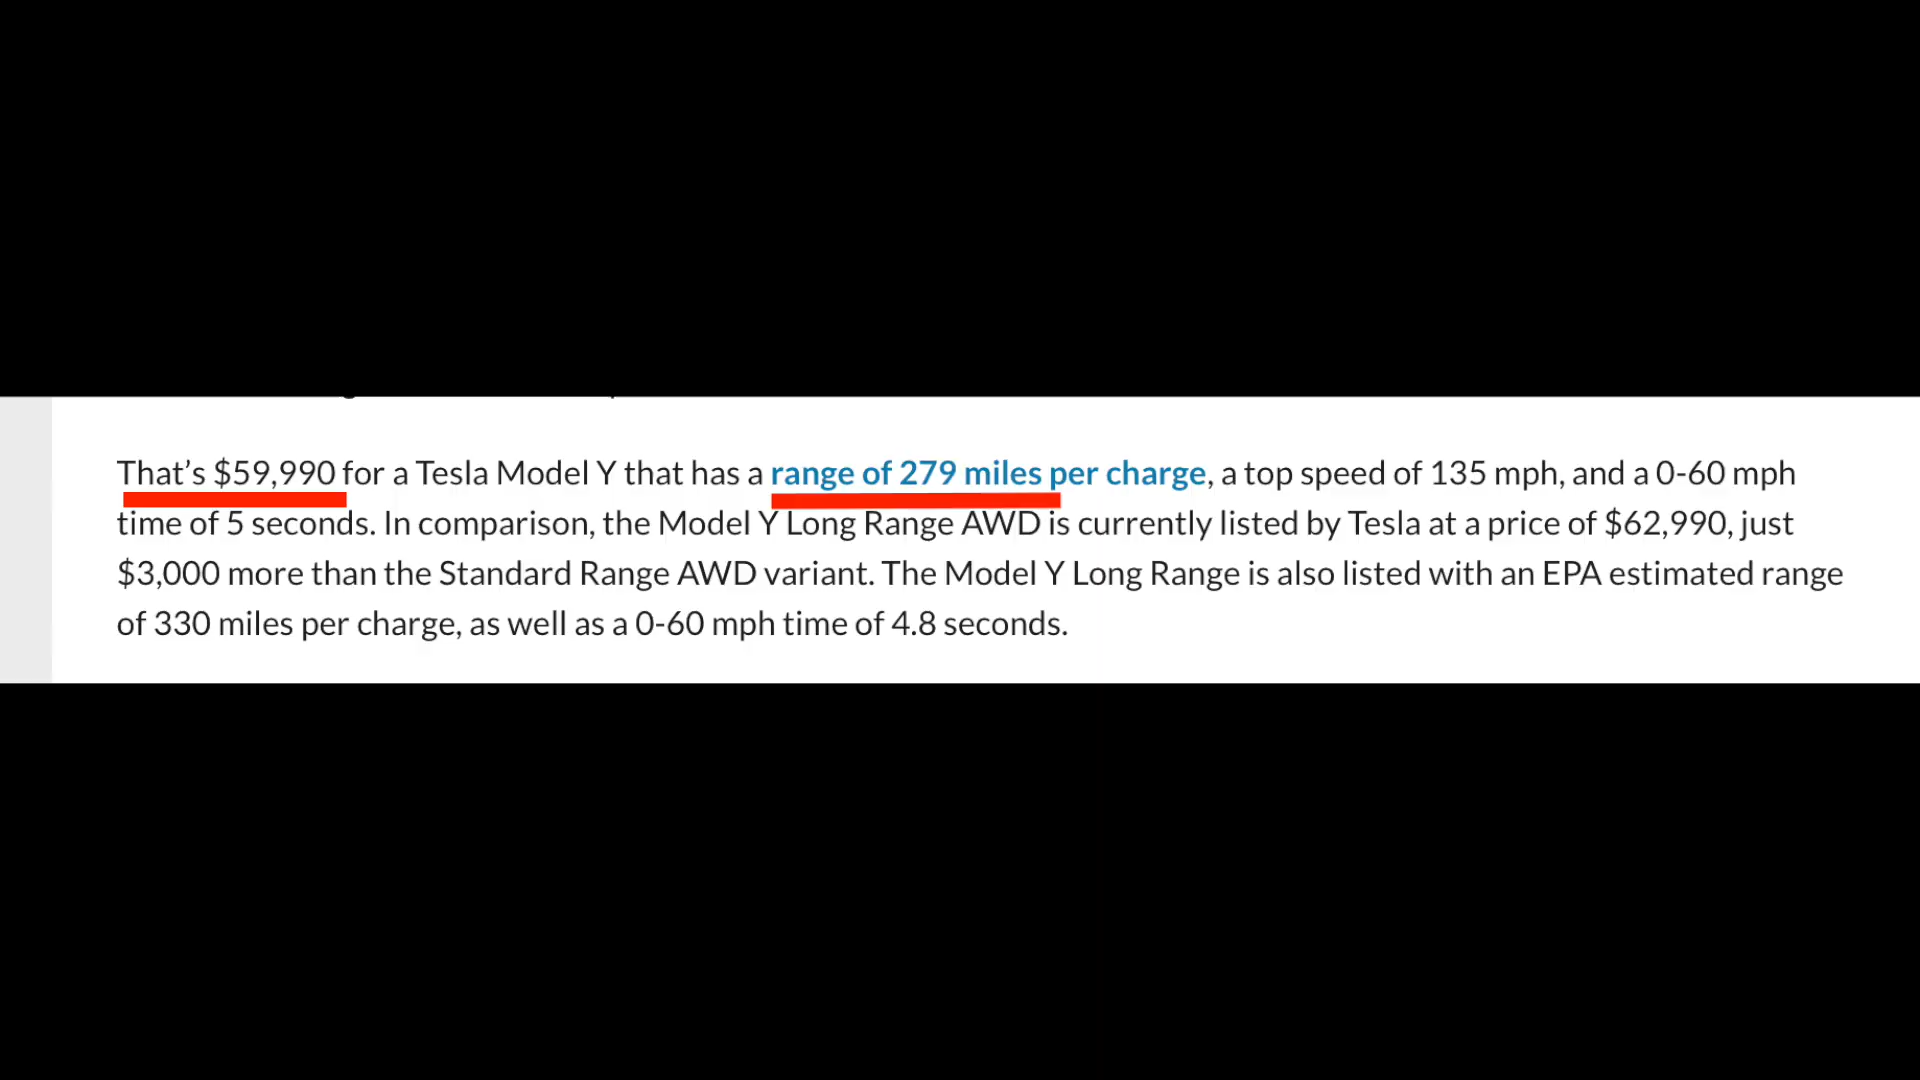 That’s $59,990 for a Tesla Model Y that has a range of 279 miles per charge, a top speed of 135 mph, and a 0-60 mph
time of 5 seconds. In comparison, the Model Y Long Range AWD is currently listed by Tesla at a price of $62,990, just
$3,000 more than the Standard Range AWD variant. The Model Y Long Range is also listed with an EPA estimated range
of 330 miles per charge, as well as a 0-60 mph time of 4.8 seconds.